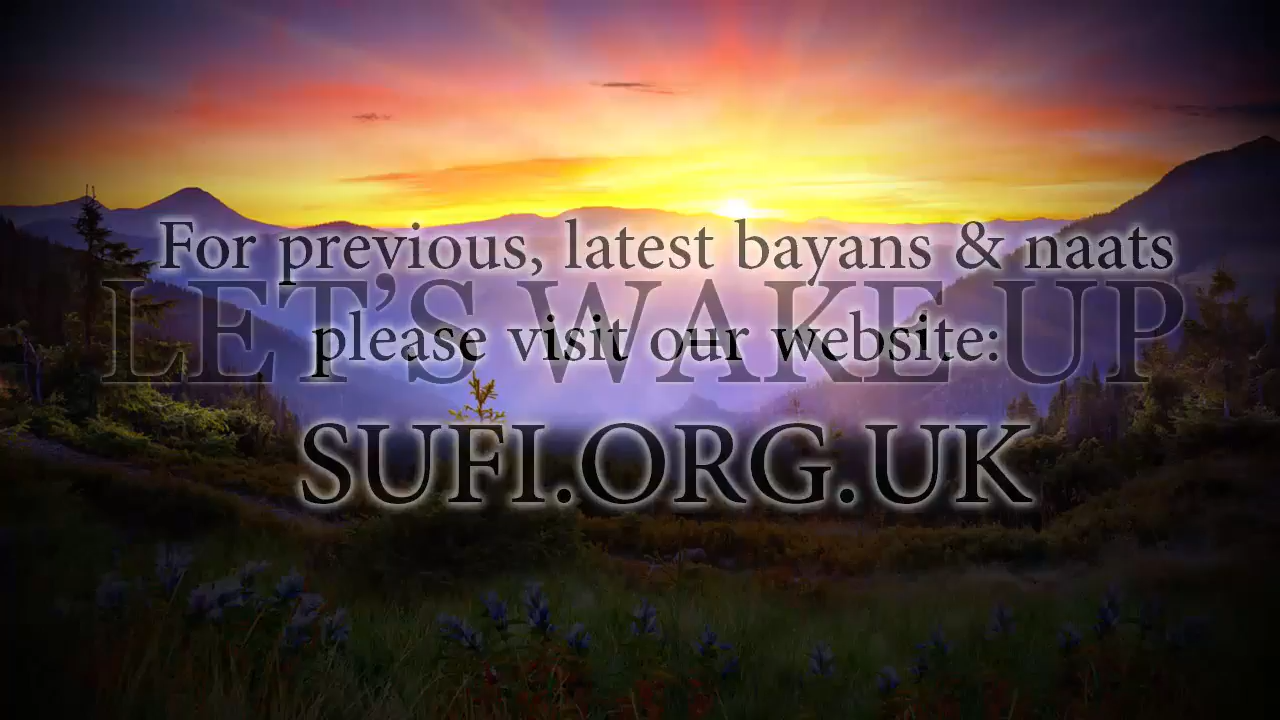 For previous, latest bayans & naats
LET'S WAKE UP
please visit our website:
SUFI.ORG.UK